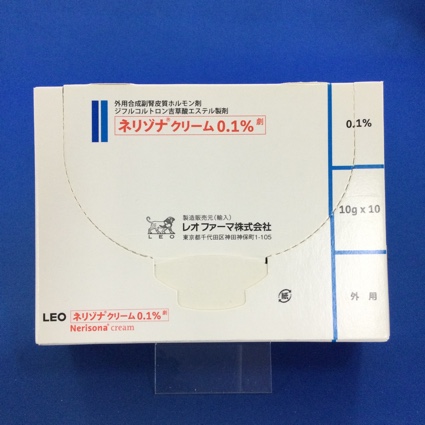 外用合成副腎皮質ホルモン剤
ジフルコルトロン吉草酸エステル製剤
ネリゾナ®クリーム0.1% 劇
0.1%
10g x 10
外用
製造販売元(輸入)
レオ ファーマ株式会社
東京都千代田区神田神保町1-105
LEO
紙
LEO ネリゾナ®クリーム0.1% 劇
Nerisona® cream